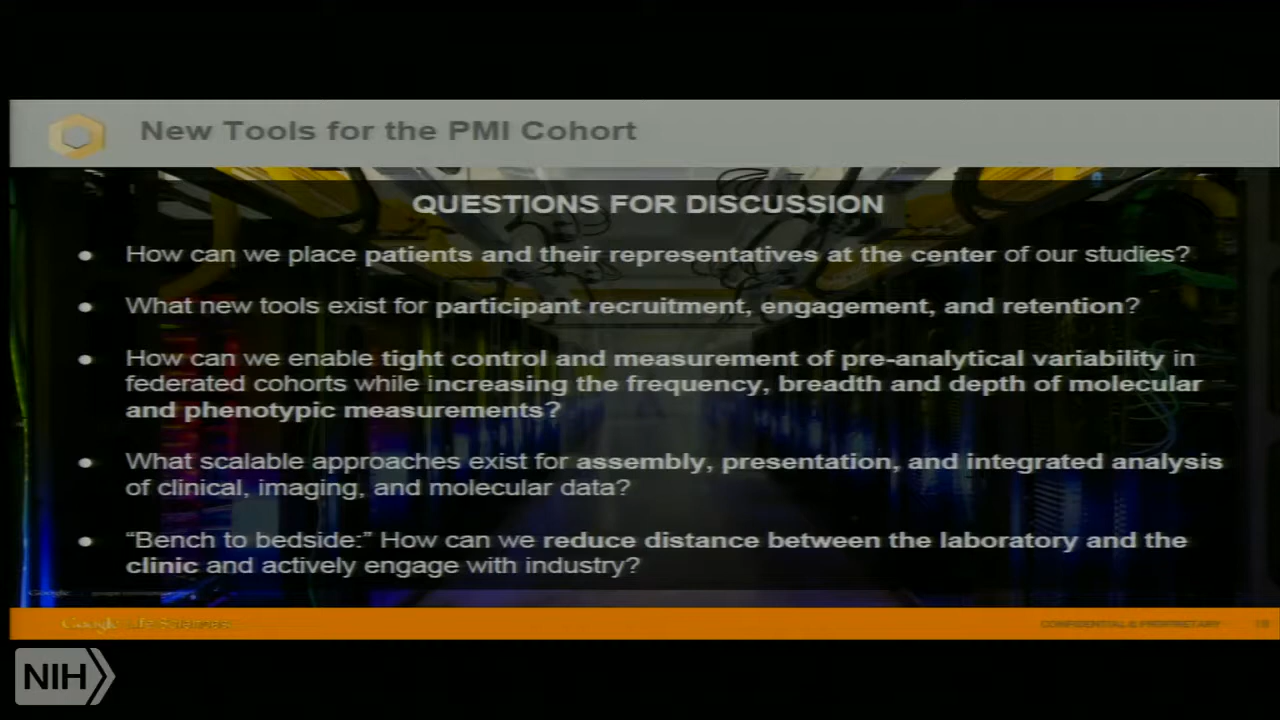 New Tools for the PMI Cohort
QUESTIONS FOR DISCUSSION
● How can we place patients and their representatives at the center of our studies?
● What new tools exist for participant recruitment, engagement, and retention?
● How can we enable tight control and measurement of pre-analytical variability in
federated cohorts while increasing the frequency, breadth and depth of molecular
and phenotypic measurements?
● What scalable approaches exist for assembly, presentation, and integrated analysis
of clinical, imaging, and molecular data?
● “Bench to bedside:” How can we reduce distance between the laboratory and the
clinic and actively engage with industry?
Google
Google Life Sciences
CONFIDENTIAL & PROPRIETARY
NIH